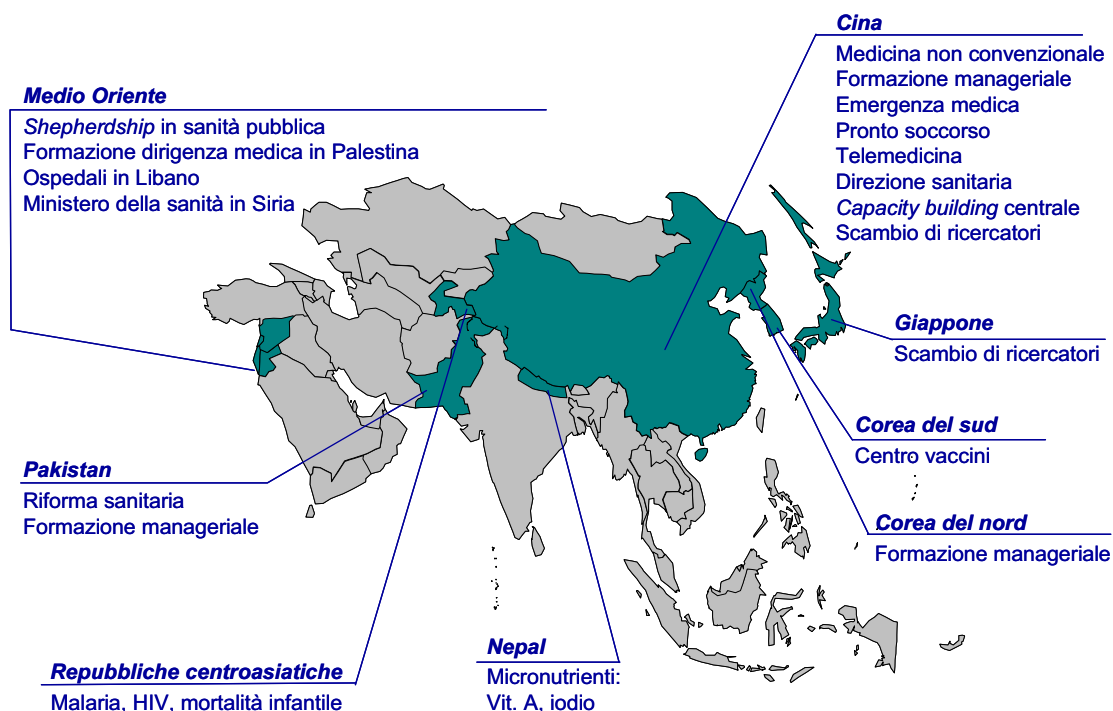 Cina
Medicina non convenzionale
Formazione manageriale
Emergenza medica
Pronto soccorso
Telemedicina
Direzione sanitaria
Capacity building centrale
Scambio di ricercatori
Medio Oriente
Shepherdship in sanità pubblica
Formazione dirigenza medica in Palestina
Ospedali in Libano
Ministero della sanità in Siria
Giappone
Scambio di ricercatori
Corea del sud
Centro vaccini
Pakistan
Riforma sanitaria
Formazione manageriale
Corea del nord
Formazione manageriale
Nepal
Micronutrienti:
Vit. A, iodio
Repubbliche centroasiatiche
Malaria, HIV, mortalità infantile